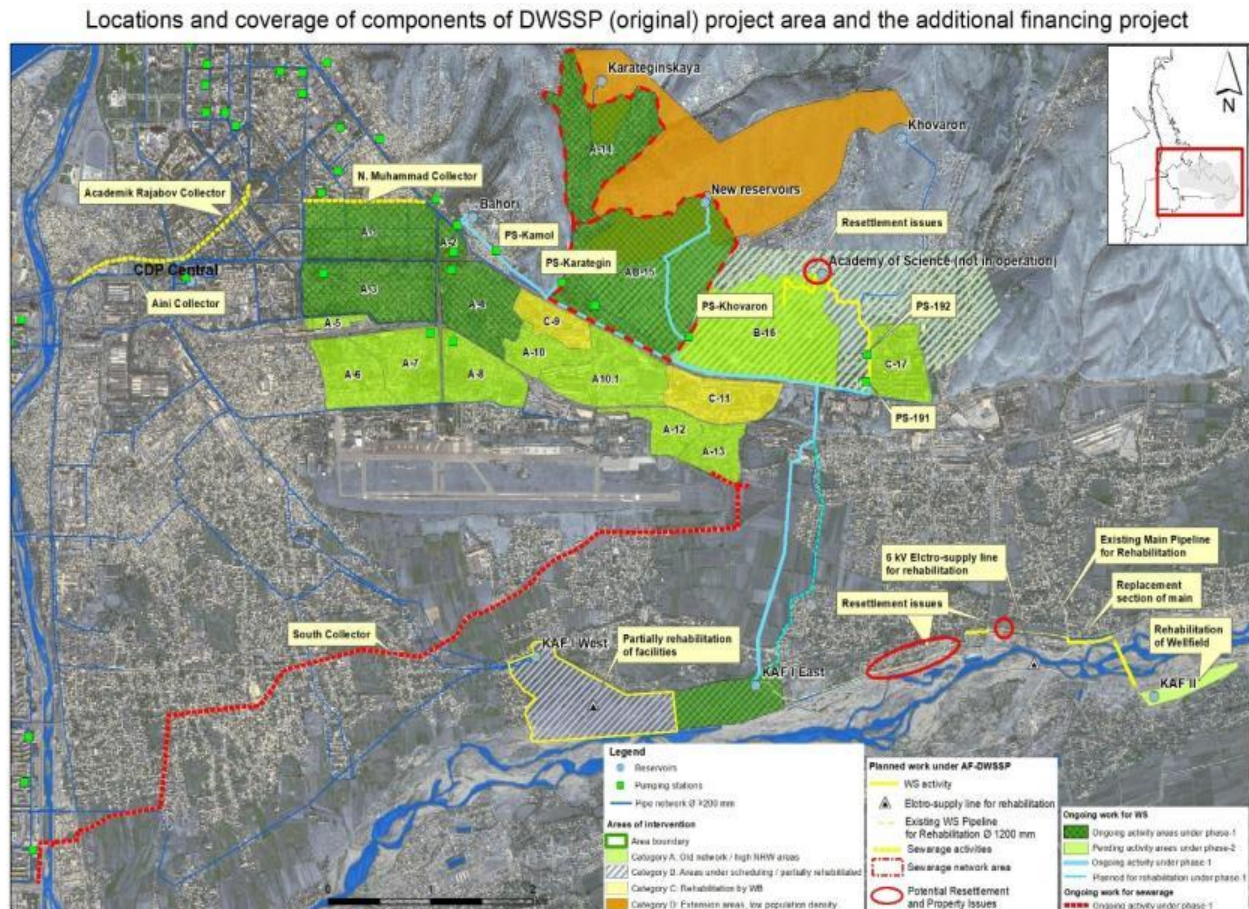 Locations and coverage of components of DWSSP (original) project area and the additional financing project
Karateginskaya
Khovaron
N
A-14
N. Muhammad Collector
Academik Rajabov Collector
New reservoirs
Bahori
Resettlement issues
A-1
A-2
PS-Kamol
PS-Karategin
Academy of Science (not in operation)
CDP Central
AB-15
A-3
Aini Collector
A-4
PS-Khovaron
PS-192
A-5
C-9
B-16
A-10
C-17
A-6
A-7
A-8
A10.1
C-11
PS-191
A-12
A-13
6 kV Elctro-supply line
for rehabilitation
Existing Main Pipeline
for Rehabilitation
Replacement
section of main
Resettlement issues
South Collector
KAF I West
Partially rehabilitation
of facilities
Rehabilitation
of Wellfield
KAF I East
KAF II
Legend
Reservoirs
Pumping stations
Pipe network Ø >200 mm
Areas of intervention
Area boundary
Category A: Old network / high NRW areas
Category B: Areas under scheduling / partially rehabilitated
Category C: Rehabilitation by WB
Category D: Extension areas, low population density
0 1 2
Planned work under AF-DWSSP
WS activity
Elctro-supply line for rehabilitation
Existing WS Pipeline
for Rehabilitation Ø 1200 mm
Sewarage activities
Sewarage network area
Potential Resettlement
and Property Issues
Ongoing work for WS
Ongoing activity areas under phase-1
Pending activity areas under phase-2
Ongoing activity under phase-1
Planned for rehabilitation under phase-1
Ongoing work for sewarage
Ongoing activity under phase-1